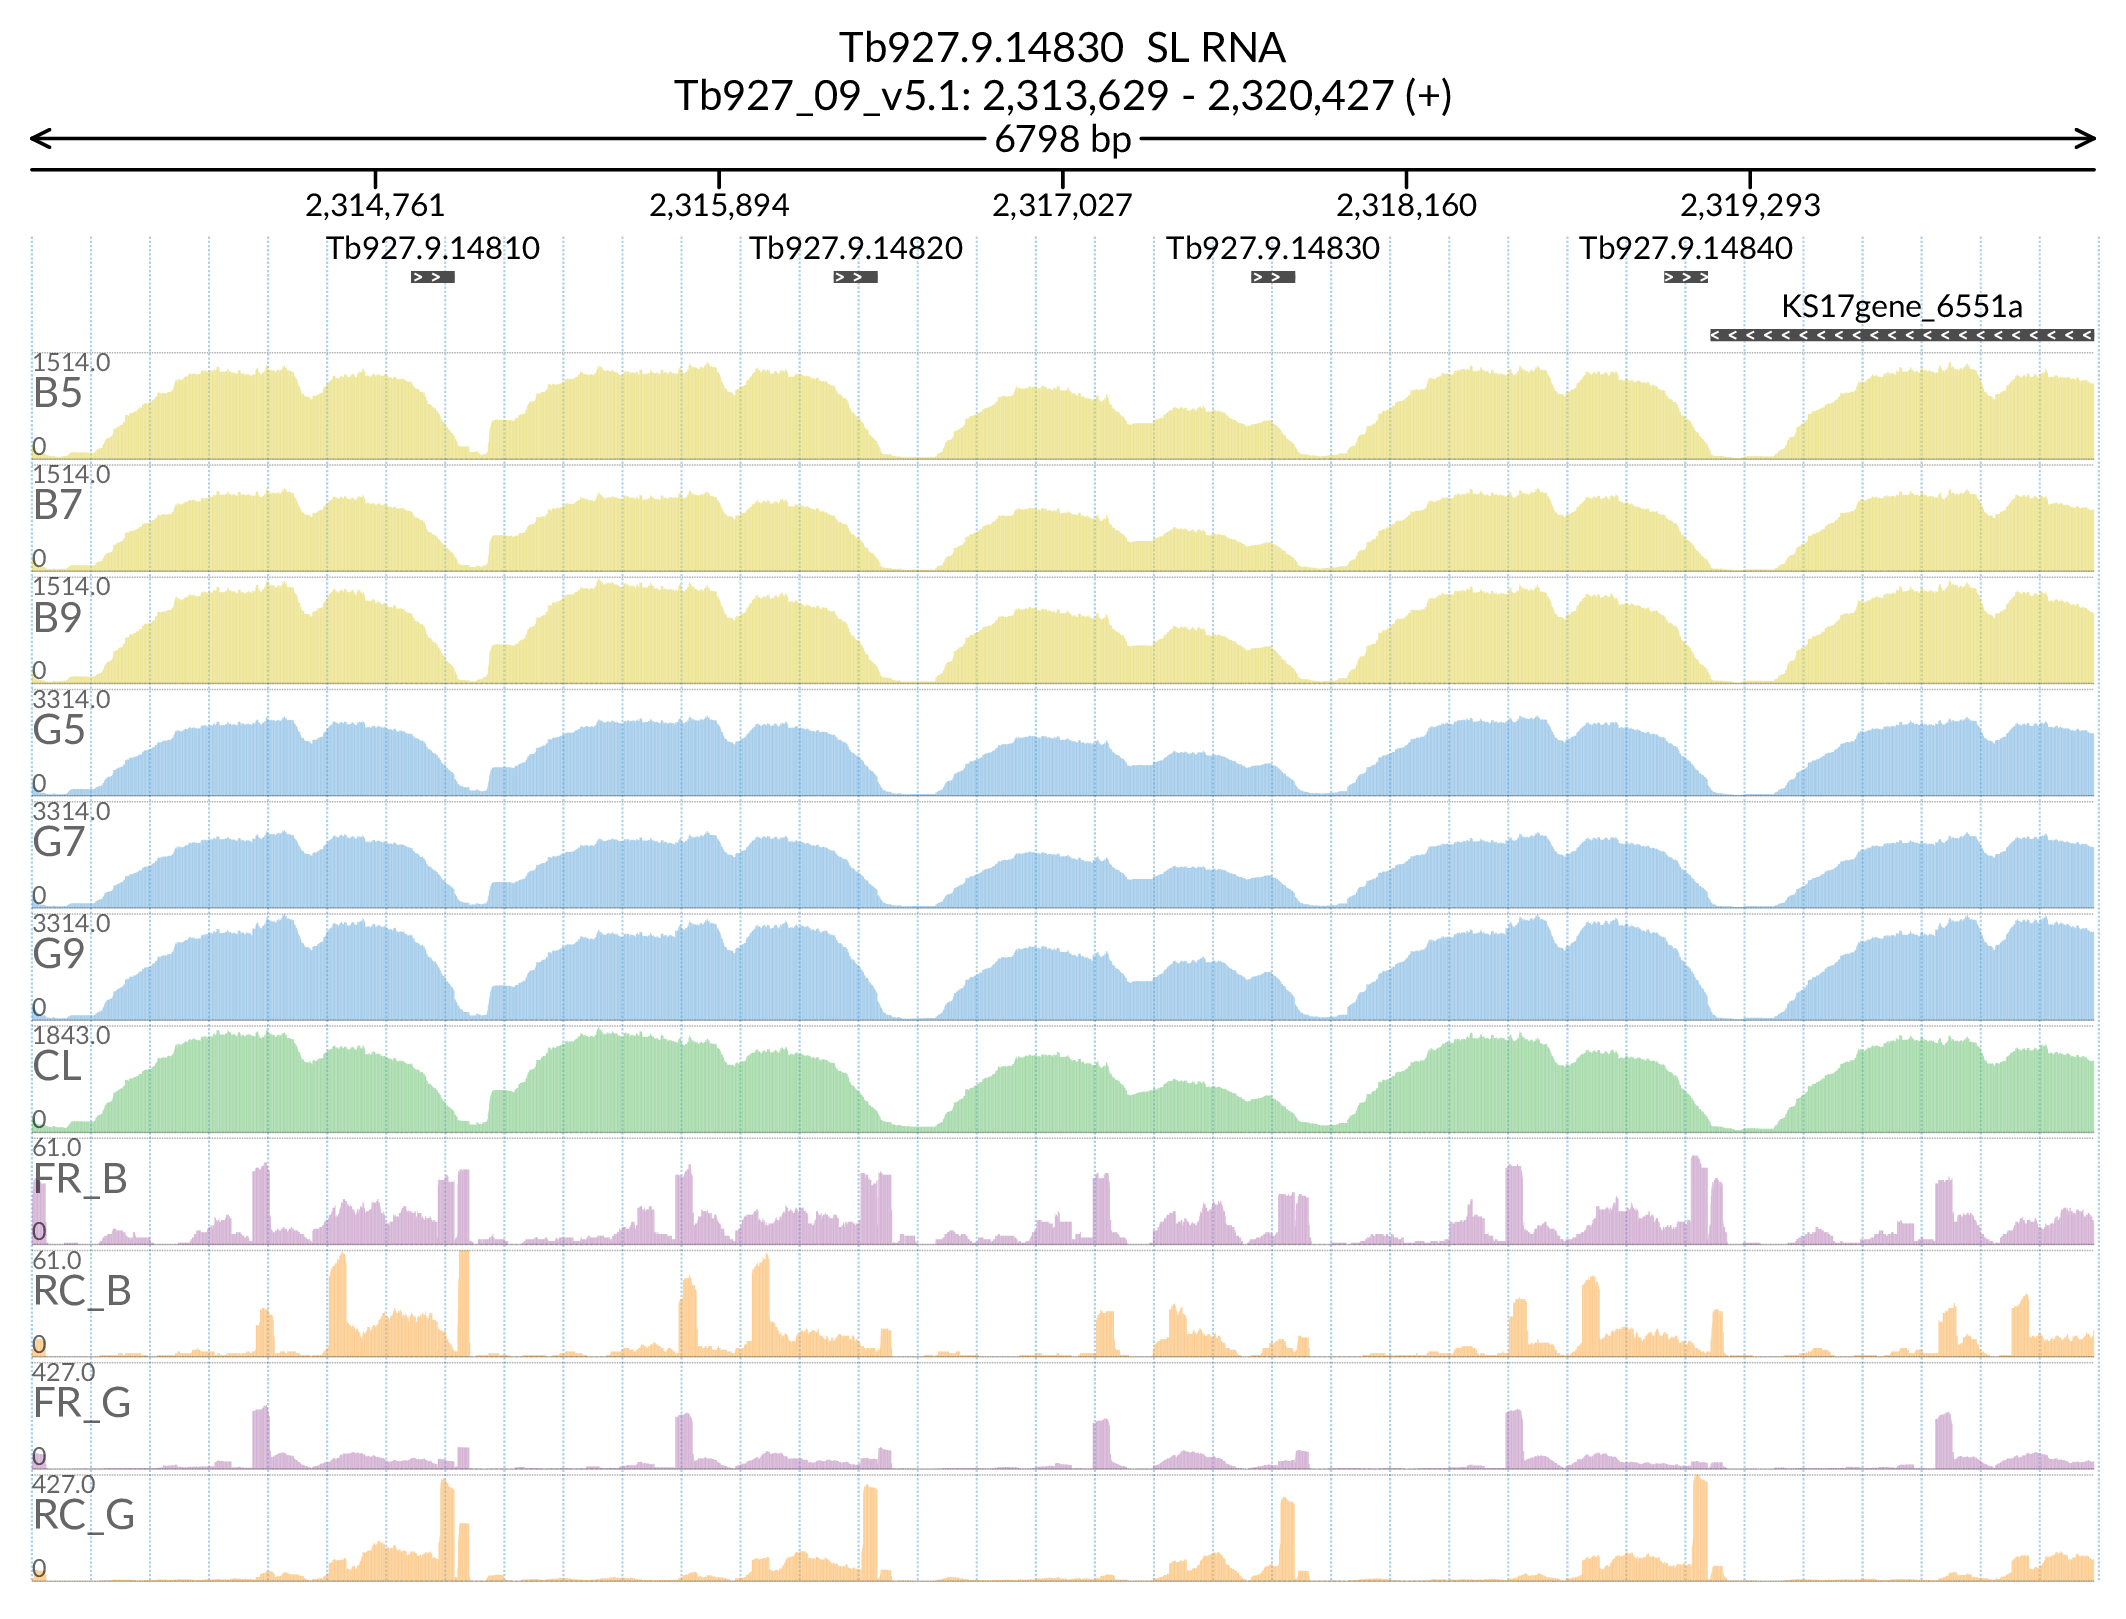 Tb927.9.14830  SL RNA
Tb927_09_v5.1: 2,313,629 - 2,320,427 (+)
6798 bp
2,314,761 2,315,894 2,317,027 2,318,160 2,319,293
Tb927.9.14810 Tb927.9.14820 Tb927.9.14830 Tb927.9.14840
KS17gene_6551a
1514.0
B5
0
1514.0
B7
0
1514.0
B9
0
3314.0
G5
0
3314.0
G7
0
3314.0
G9
0
1843.0
CL
0
61.0
FR_B
0
61.0
RC_B
0
427.0
FR_G
0
427.0
RC_G
0